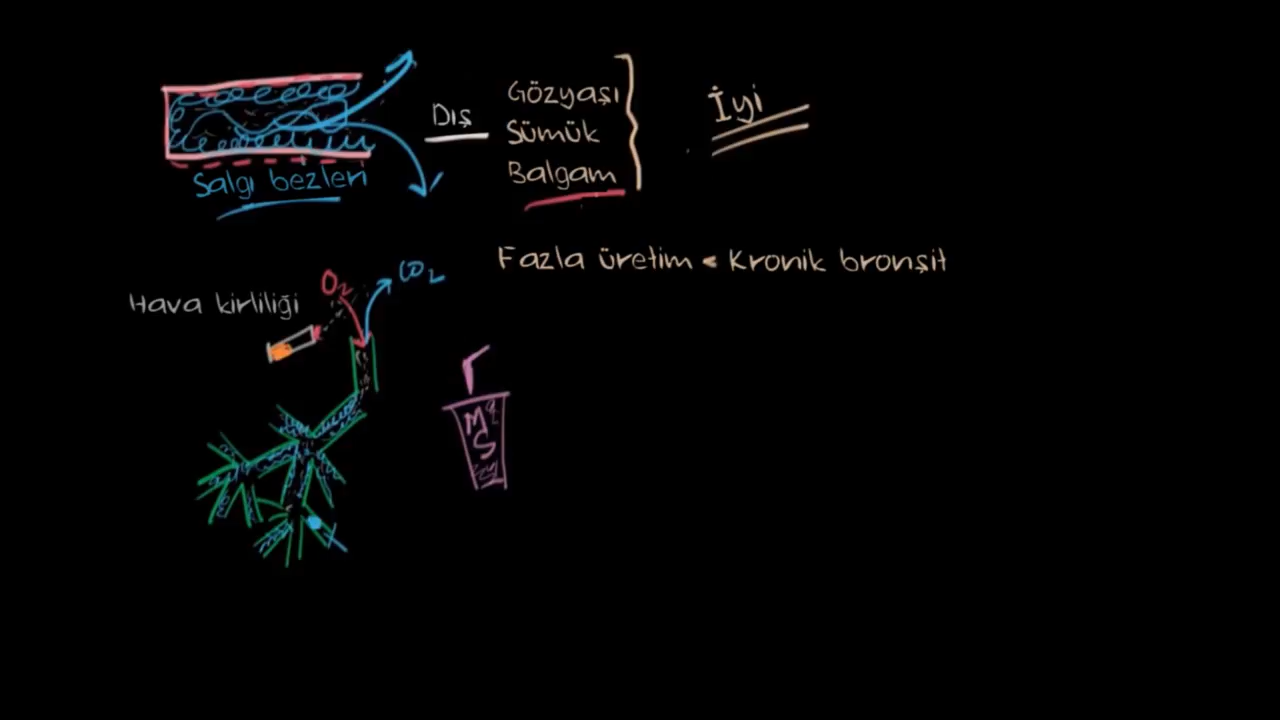 Dış
Gözyaşı
Sümük
Balgam
İyi
Salgı bezleri
Fazla üretim < Kronik bronşit
O₂
CO₂
Hava kirliliği